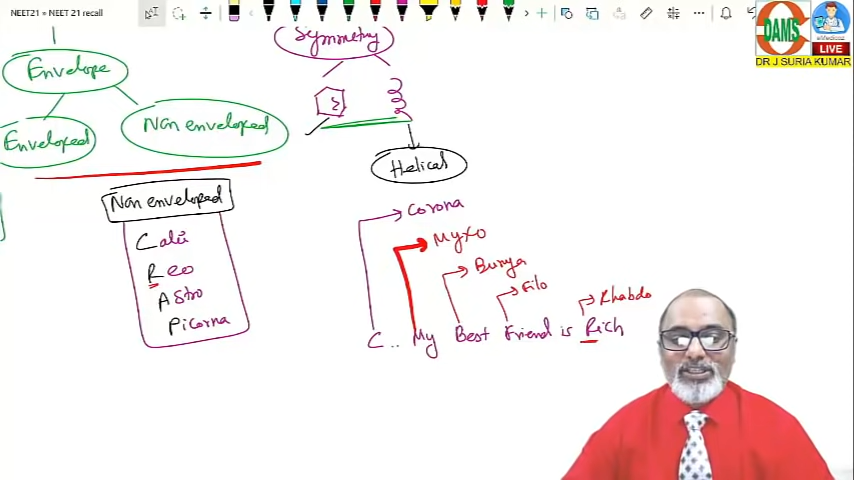 NEET21 = NEET 21 recall
DAMS
eMedicoz
LIVE
DR J SURIA KUMAR
Symmetry
Envelope
Enveloped
Non enveloped
Helical
Non enveloped
Calci
Reo
Astro
Picorna
Corona
Myxo
Bunya
Filo
Rhabdo
C .. My Best Friend is Rich